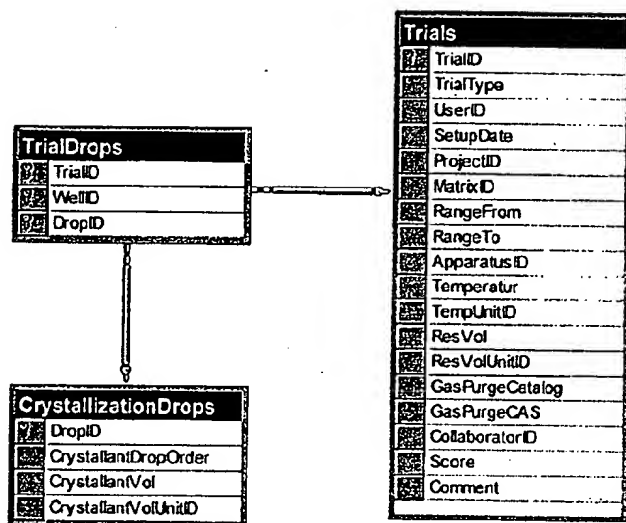 Trials
TrialID
TrialType
UserID
SetupDate
ProjectID
MatrixID
RangeFrom
RangeTo
ApparatusID
Temperatur
TempUnitID
ResVol
ResVolUnitID
GasPurgeCatalog
GasPurgeCAS
CollaboratorID
Score
Comment
TrialDrops
TrialID
WellID
DropID
CrystallizationDrops
DropID
CrystallantDropOrder
CrystallantVol
CrystallantVolUnitID